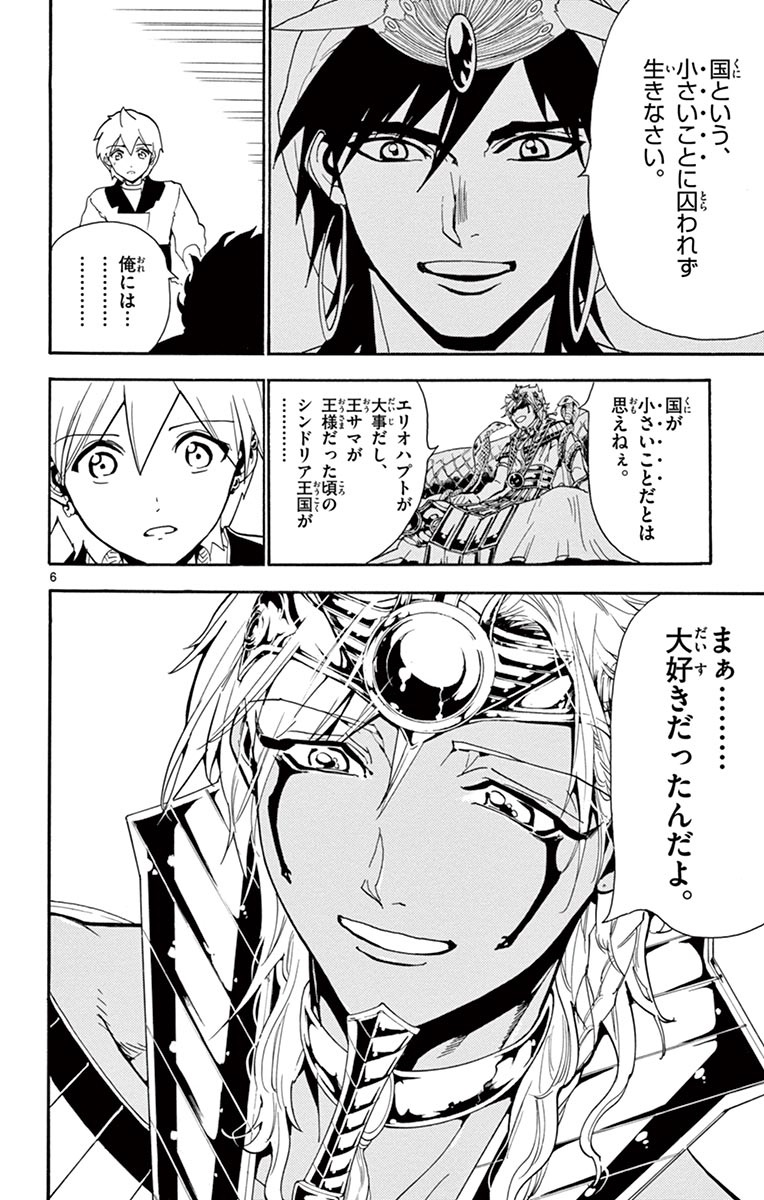 国という、
小さいことに囚われず
生きなさい。
俺には…
………
………
国が
小さいことだとは
思えねぇ。
エリオハプトが
大事だし、
王サマが
王様だった頃の
シンドリア王国が
………
6
まぁ………
大好きだったんだよ。